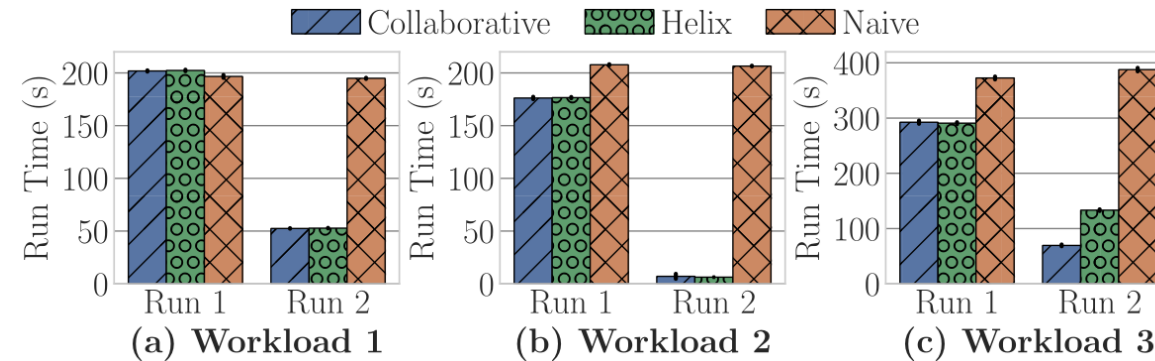 Collaborative Helix Naive
Run Time (s)
200
150
100
50
0
Run 1 Run 2
(a) Workload 1
Run Time (s)
200
150
100
50
0
Run 1 Run 2
(b) Workload 2
Run Time (s)
400
300
200
100
0
Run 1 Run 2
(c) Workload 3